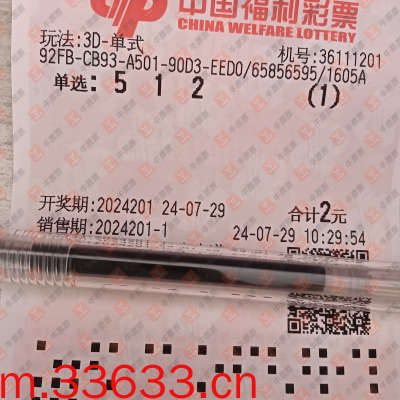 中国福利彩票
CHINA WELFARE LOTTERY
玩法:3D-单式
机号:36111201
92FB-CB93-A501-90D3-EED0/65856595/1605A
单选: 5 1 2 (1)
开奖期:2024201 24-07-29
合计2元
销售期:2024201-1
24-07-29 10:29:54
m.33633.cn